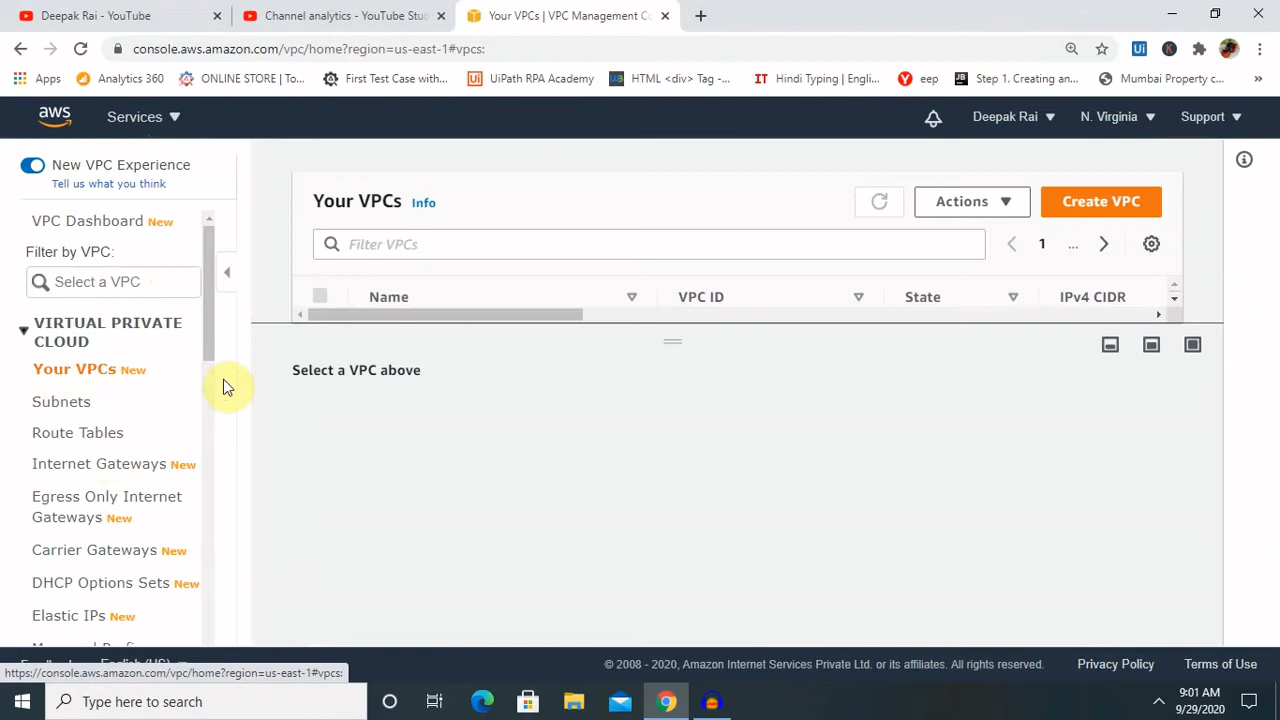 Deepak Rai - YouTube
Channel analytics - YouTube Stu
Your VPCs | VPC Management Co
console.aws.amazon.com/vpc/home?region=us-east-1#vpcs:
Apps
Analytics 360
ONLINE STORE | To...
First Test Case with...
UiPath RPA Academy
HTML <div> Tag -...
Hindi Typing | Engli...
eep
Step 1. Creating an...
Mumbai Property c...
aws
Services
Deepak Rai
N. Virginia
Support
New VPC Experience
Tell us what you think
VPC Dashboard New
Filter by VPC:
Select a VPC
VIRTUAL PRIVATE
CLOUD
Your VPCs New
Subnets
Route Tables
Internet Gateways New
Egress Only Internet
Gateways New
Carrier Gateways New
DHCP Options Sets New
Elastic IPs New
Your VPCs Info
Actions
Create VPC
Filter VPCs
1
...
Name
VPC ID
State
IPv4 CIDR
Select a VPC above
English (US)
https://console.aws.amazon.com/vpc/home?region=us-east-1#vpcs:
© 2008 - 2020, Amazon Internet Services Private Ltd. or its affiliates. All rights reserved.
Privacy Policy
Terms of Use
Type here to search
9:01 AM
9/29/2020